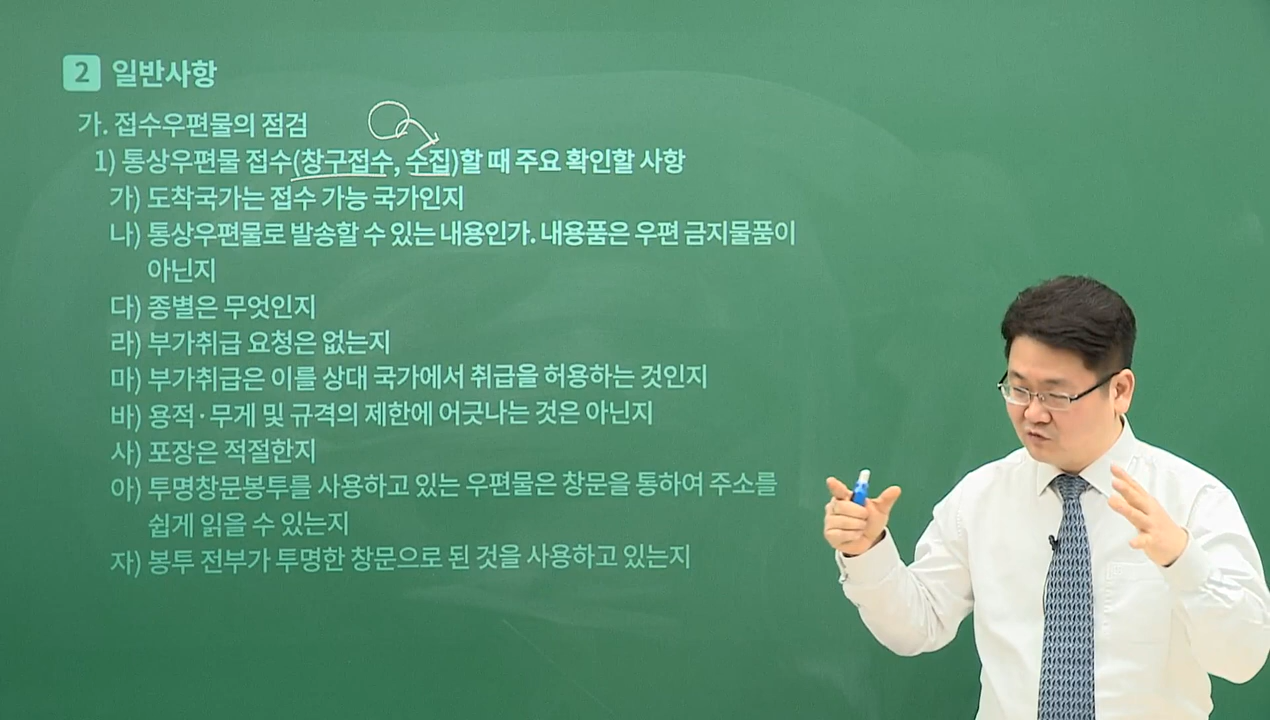 2 일반사항
가. 접수우편물의 점검
1) 통상우편물 접수(창구접수, 수집)할 때 주요 확인할 사항
가) 도착국가는 접수 가능 국가인지
나) 통상우편물로 발송할 수 있는 내용인가. 내용품은 우편 금지물품이
아닌지
다) 종별은 무엇인지
라) 부가취급 요청은 없는지
마) 부가취급은 이를 상대 국가에서 취급을 허용하는 것인지
바) 용적·무게 및 규격의 제한에 어긋나는 것은 아닌지
사) 포장은 적절한지
아) 투명창문봉투를 사용하고 있는 우편물은 창문을 통하여 주소를
쉽게 읽을 수 있는지
자) 봉투 전부가 투명한 창문으로 된 것을 사용하고 있는지